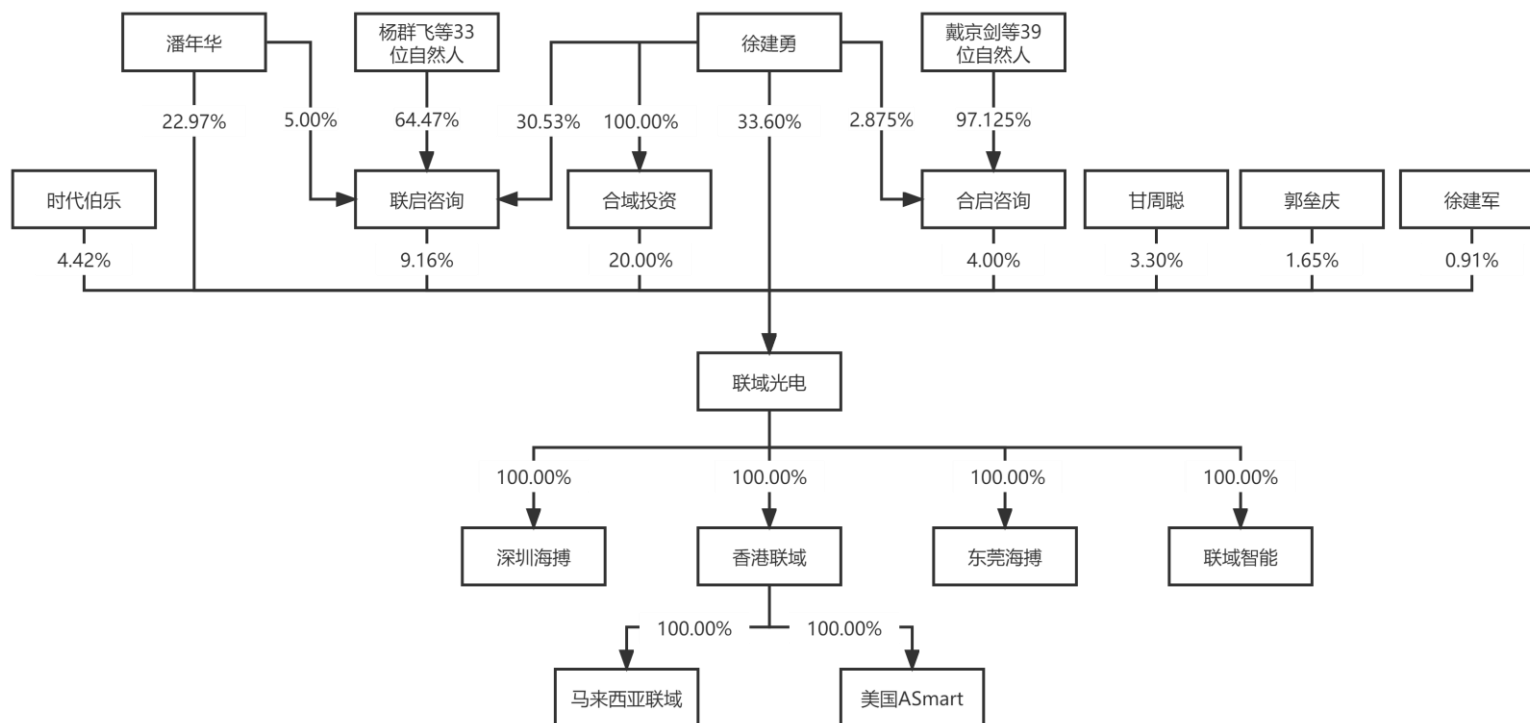 潘年华
杨群飞等33
位自然人
徐建勇
戴京剑等39
位自然人
22.97%
5.00%
64.47%
30.53%
100.00%
33.60%
2.875%
97.125%
时代伯乐
联启咨询
合域投资
合启咨询
甘周聪
郭垒庆
徐建军
4.42%
9.16%
20.00%
4.00%
3.30%
1.65%
0.91%
联域光电
100.00%
100.00%
100.00%
100.00%
深圳海搏
香港联域
东莞海搏
联域智能
100.00%
100.00%
马来西亚联域
美国ASmart